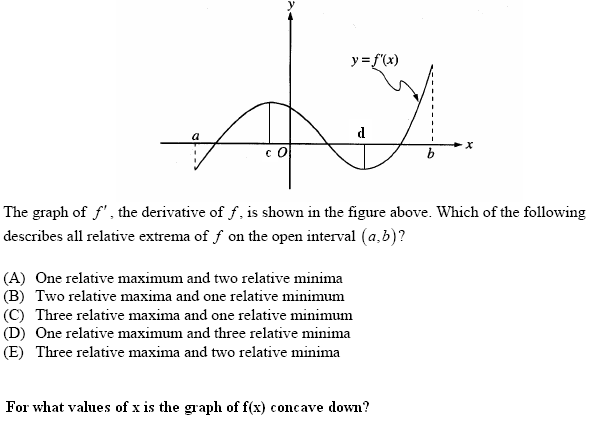 y
y = f'(x)
a
d
x
c O
b
The graph of f', the derivative of f, is shown in the figure above. Which of the following
describes all relative extrema of f on the open interval (a,b)?
(A) One relative maximum and two relative minima
(B) Two relative maxima and one relative minimum
(C) Three relative maxima and one relative minimum
(D) One relative maximum and three relative minima
(E) Three relative maxima and two relative minima
For what values of x is the graph of f(x) concave down?